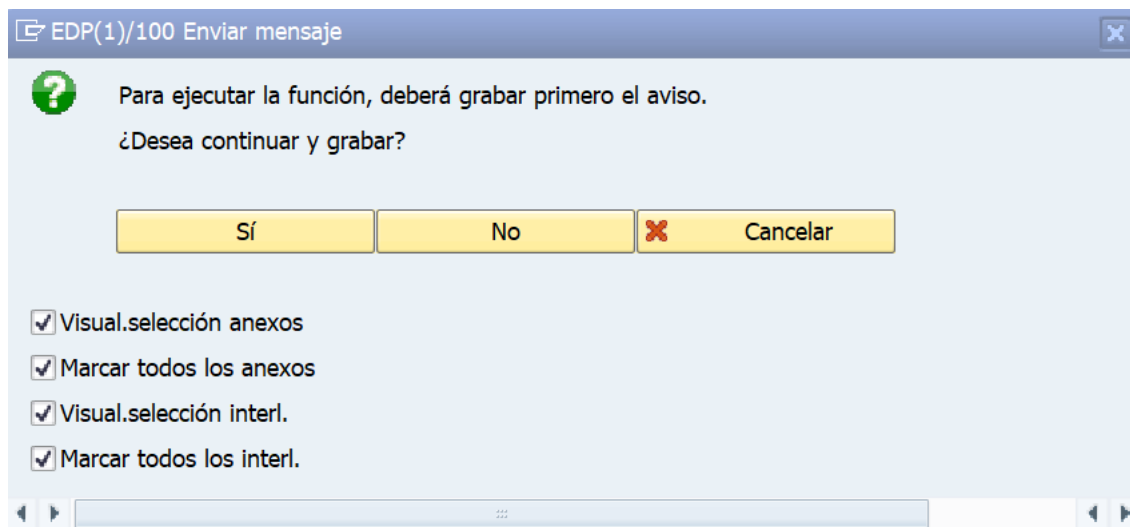 EDP(1)/100 Enviar mensaje
Para ejecutar la función, deberá grabar primero el aviso.
¿Desea continuar y grabar?
Sí No Cancelar
Visual.selección anexos
Marcar todos los anexos
Visual.selección interl.
Marcar todos los interl.